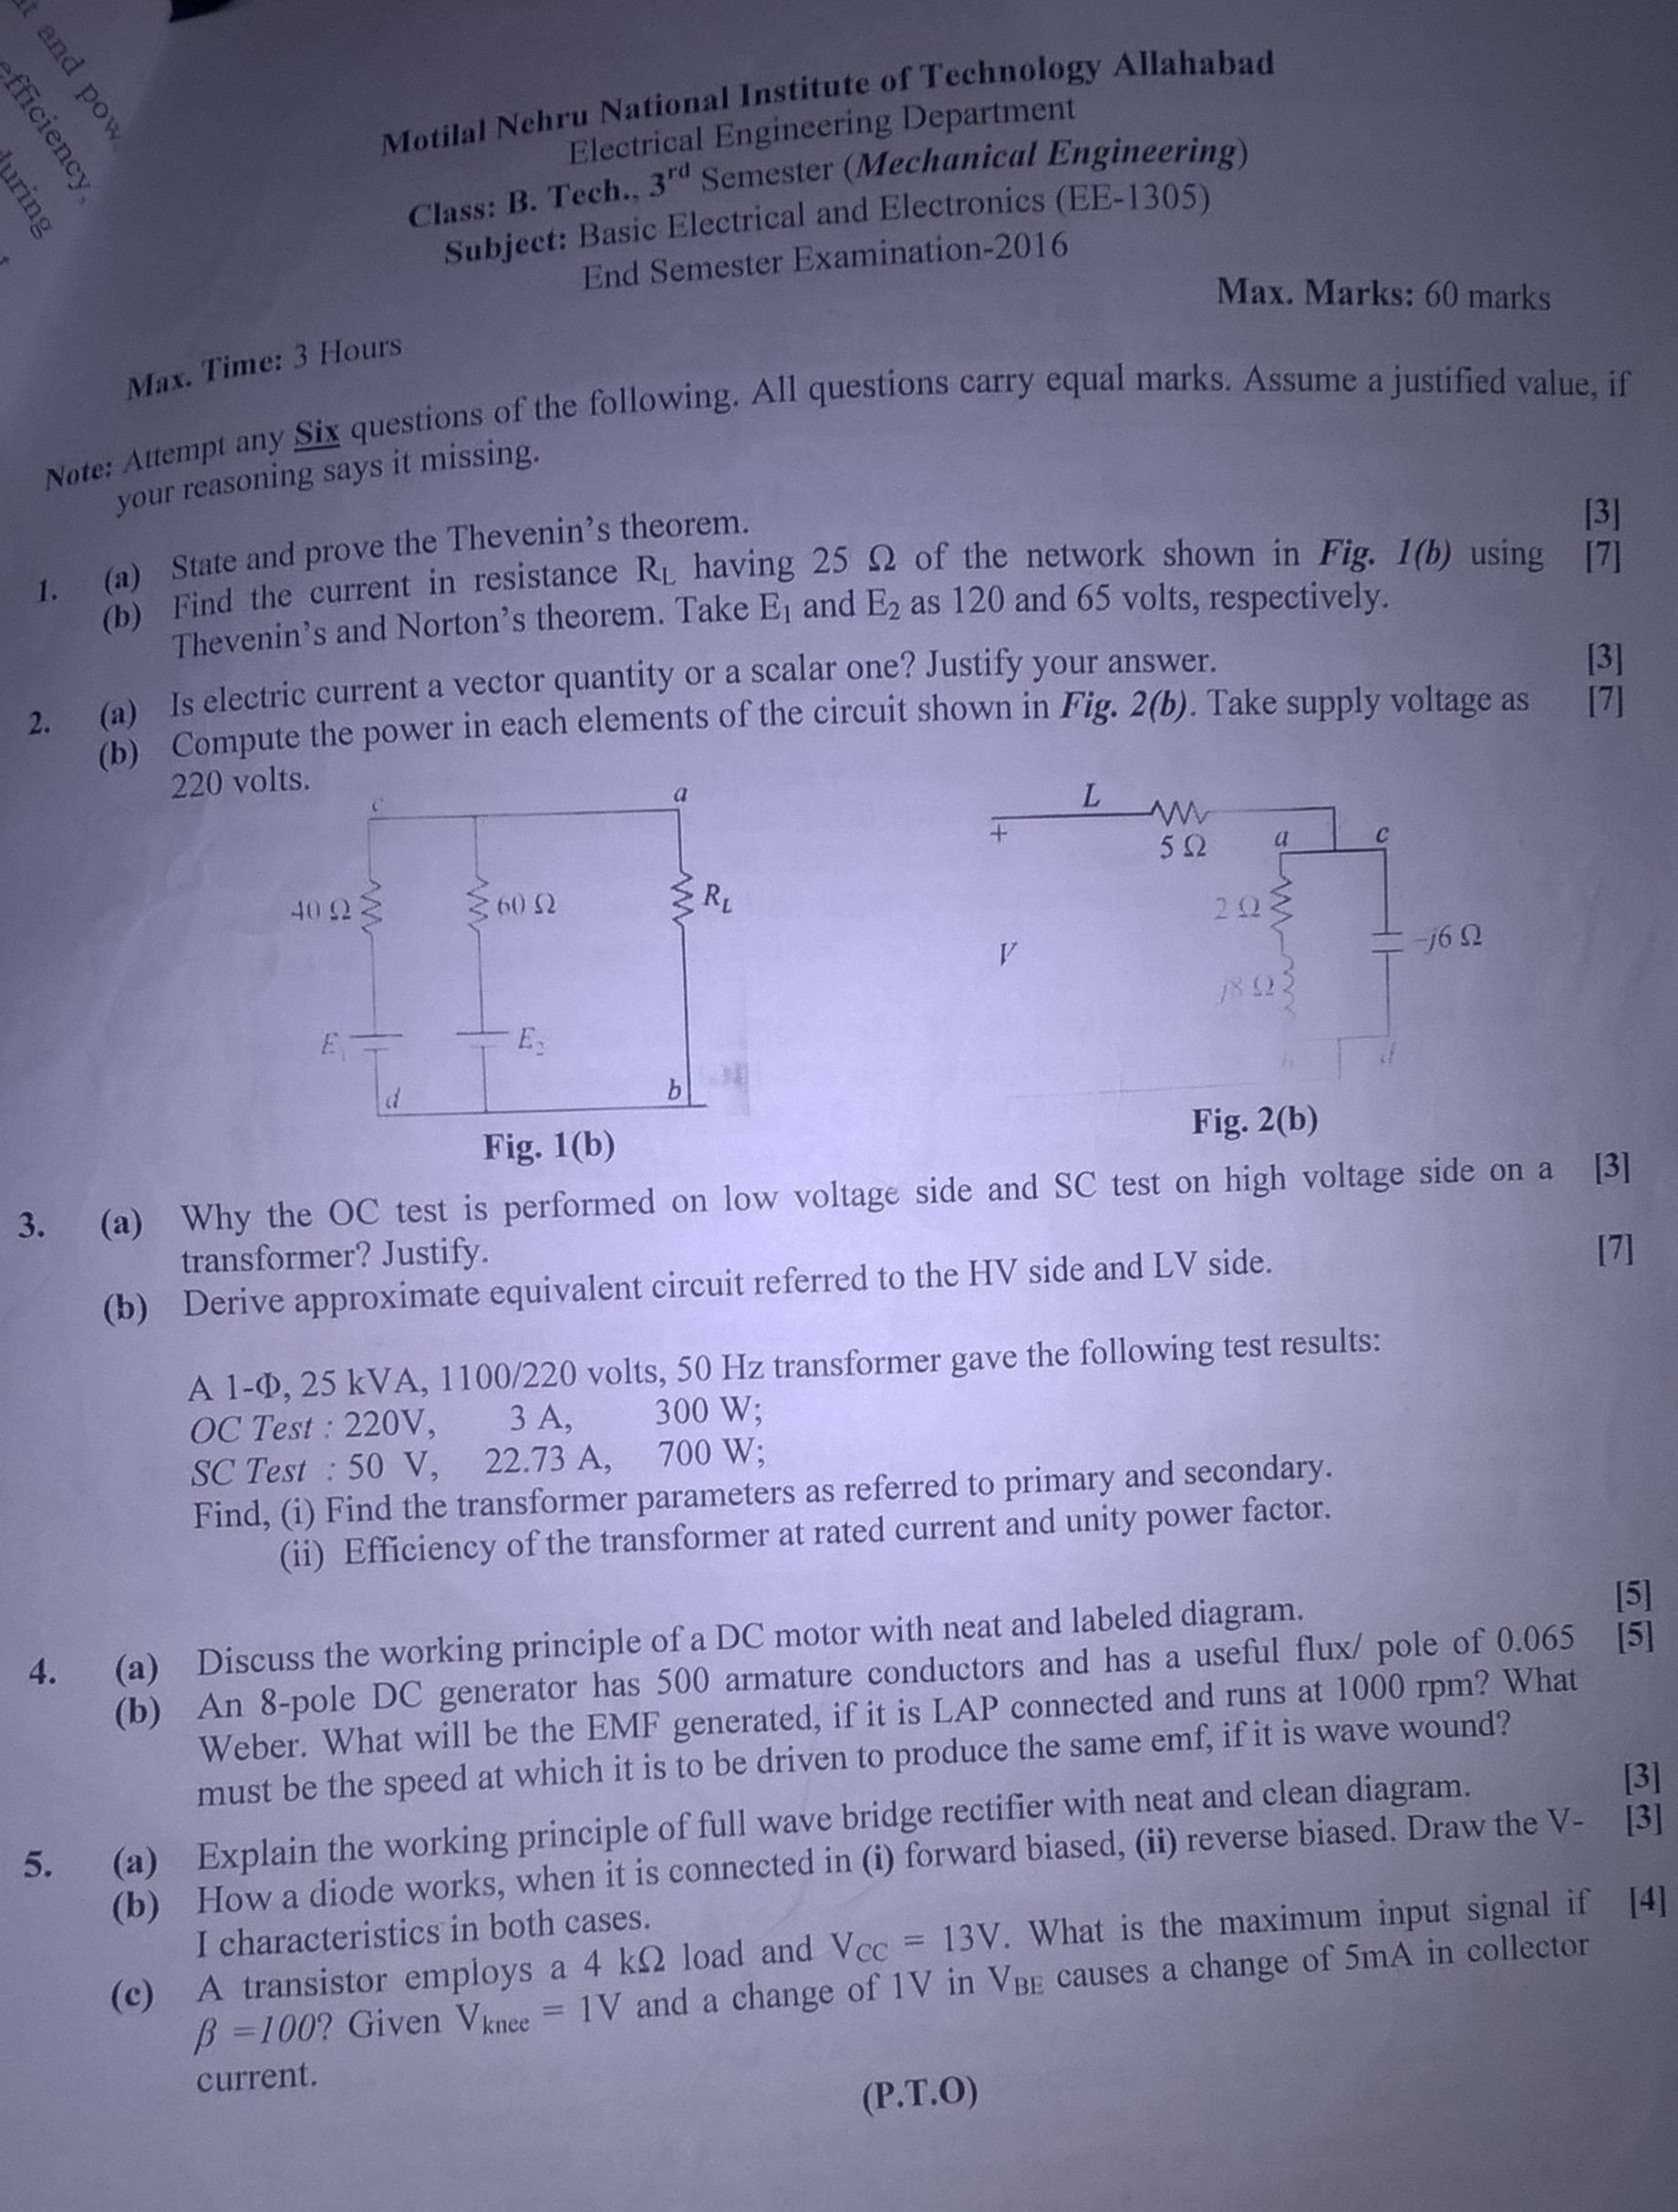 it and pow
efficiency,
during
Motilal Nehru National Institute of Technology Allahabad
Electrical Engineering Department
Class: B. Tech., 3rd Semester (Mechanical Engineering)
Subject: Basic Electrical and Electronics (EE-1305)
End Semester Examination-2016
Max. Marks: 60 marks
Max. Time: 3 Hours
Note: Attempt any Six questions of the following. All questions carry equal marks. Assume a justified value, if
your reasoning says it missing.
1. (a) State and prove the Thevenin's theorem. [3]
(b) Find the current in resistance RL having 25 Ω of the network shown in Fig. 1(b) using [7]
Thevenin's and Norton's theorem. Take E1 and E2 as 120 and 65 volts, respectively.
2. (a) Is electric current a vector quantity or a scalar one? Justify your answer. [3]
(b) Compute the power in each elements of the circuit shown in Fig. 2(b). Take supply voltage as [7]
220 volts.
c a
40 Ω 60 Ω RL
E1 E2
d b
Fig. 1(b)
L
+ 5 Ω a c
2 Ω
V -j6 Ω
j8 Ω
b d
Fig. 2(b)
3. (a) Why the OC test is performed on low voltage side and SC test on high voltage side on a [3]
transformer? Justify.
(b) Derive approximate equivalent circuit referred to the HV side and LV side. [7]
A 1-Φ, 25 kVA, 1100/220 volts, 50 Hz transformer gave the following test results:
OC Test : 220V, 3 A, 300 W;
SC Test : 50 V, 22.73 A, 700 W;
Find, (i) Find the transformer parameters as referred to primary and secondary.
(ii) Efficiency of the transformer at rated current and unity power factor.
4. (a) Discuss the working principle of a DC motor with neat and labeled diagram. [5]
(b) An 8-pole DC generator has 500 armature conductors and has a useful flux/ pole of 0.065 [5]
Weber. What will be the EMF generated, if it is LAP connected and runs at 1000 rpm? What
must be the speed at which it is to be driven to produce the same emf, if it is wave wound?
5. (a) Explain the working principle of full wave bridge rectifier with neat and clean diagram. [3]
(b) How a diode works, when it is connected in (i) forward biased, (ii) reverse biased. Draw the V- [3]
I characteristics in both cases.
(c) A transistor employs a 4 kΩ load and VCC = 13V. What is the maximum input signal if [4]
β =100? Given Vknee = 1V and a change of 1V in VBE causes a change of 5mA in collector
current.
(P.T.O)